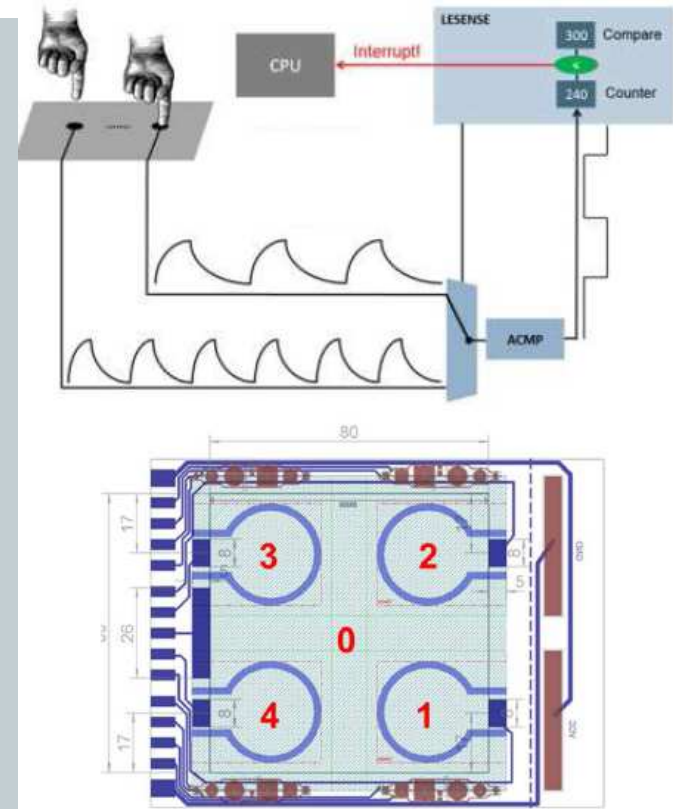 LESENSE
300 Compare
CPU
Interrupt!
<
240 Counter
ACMP
80
17
3
8
2
8
5
26
0
4
8
1
17